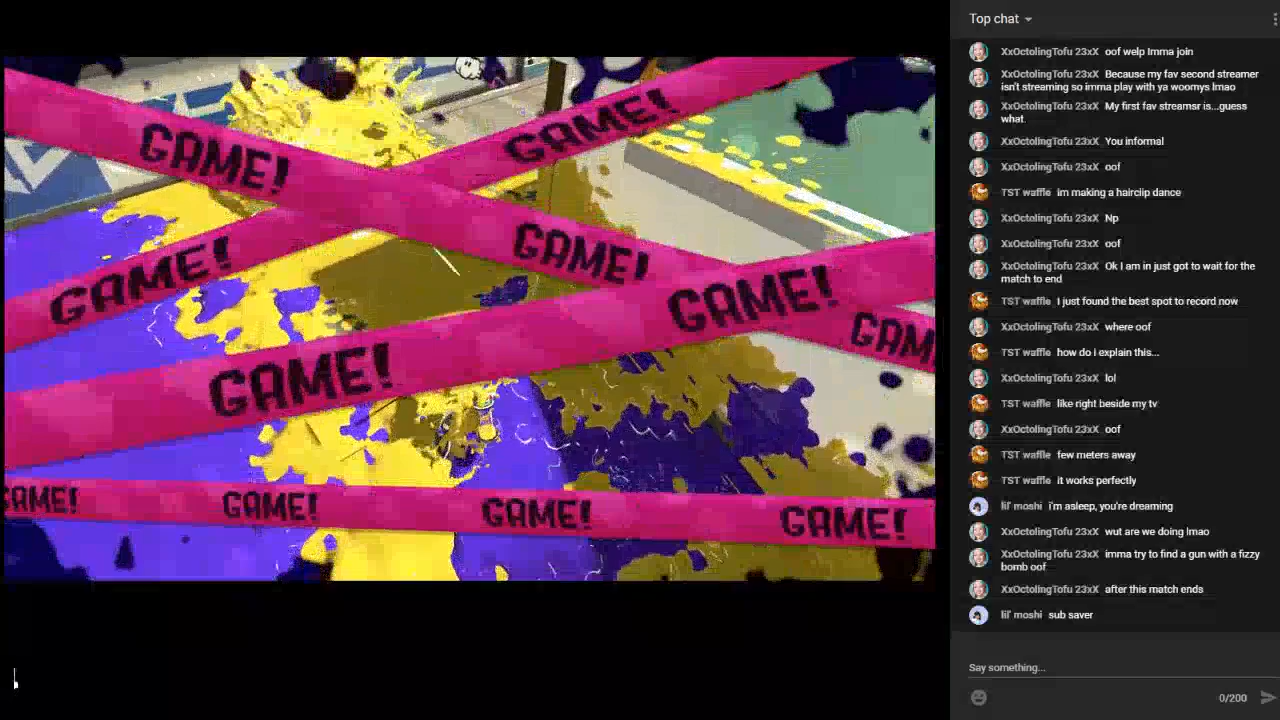 Top chat
XxOctolingTofu 23xX oof welp Imma join
XxOctolingTofu 23xX Because my fav second streamer
isn't streaming so imma play with ya woomys lmao
XxOctolingTofu 23xX My first fav streamsr is...guess
what.
XxOctolingTofu 23xX You informal
XxOctolingTofu 23xX oof
TST waffle im making a hairclip dance
XxOctolingTofu 23xX Np
XxOctolingTofu 23xX oof
XxOctolingTofu 23xX Ok I am in just got to wait for the
match to end
TST waffle I just found the best spot to record now
XxOctolingTofu 23xX where oof
TST waffle how do i explain this...
XxOctolingTofu 23xX lol
TST waffle like right beside my tv
XxOctolingTofu 23xX oof
TST waffle few meters away
TST waffle it works perfectly
lil' moshi i'm asleep, you're dreaming
XxOctolingTofu 23xX wut are we doing lmao
XxOctolingTofu 23xX imma try to find a gun with a fizzy
bomb oof
XxOctolingTofu 23xX after this match ends
lil' moshi sub saver
Say something...
0/200
GAME! GAME! GAM
GAME! GAME!
GAME! GAME!
GAME! GAME! GAME! GAME!